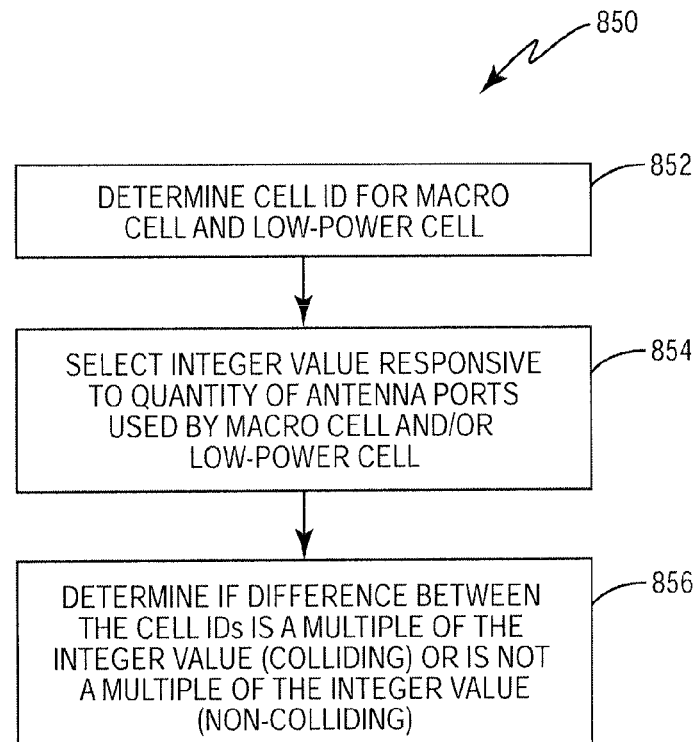 850
852
DETERMINE CELL ID FOR MACRO
CELL AND LOW-POWER CELL
854
SELECT INTEGER VALUE RESPONSIVE
TO QUANTITY OF ANTENNA PORTS
USED BY MACRO CELL AND/OR
LOW-POWER CELL
856
DETERMINE IF DIFFERENCE BETWEEN
THE CELL IDs IS A MULTIPLE OF THE
INTEGER VALUE (COLLIDING) OR IS NOT
A MULTIPLE OF THE INTEGER VALUE
(NON-COLLIDING)